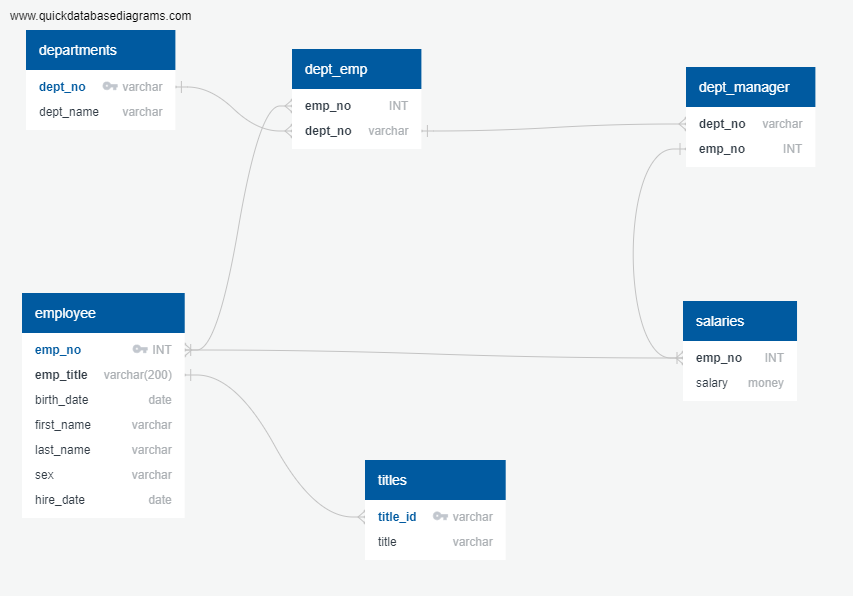 www.quickdatabasediagrams.com
departments
dept_no varchar
dept_name varchar
dept_emp
emp_no INT
dept_no varchar
dept_manager
dept_no varchar
emp_no INT
employee
emp_no INT
emp_title varchar(200)
birth_date date
first_name varchar
last_name varchar
sex varchar
hire_date date
salaries
emp_no INT
salary money
titles
title_id varchar
title varchar